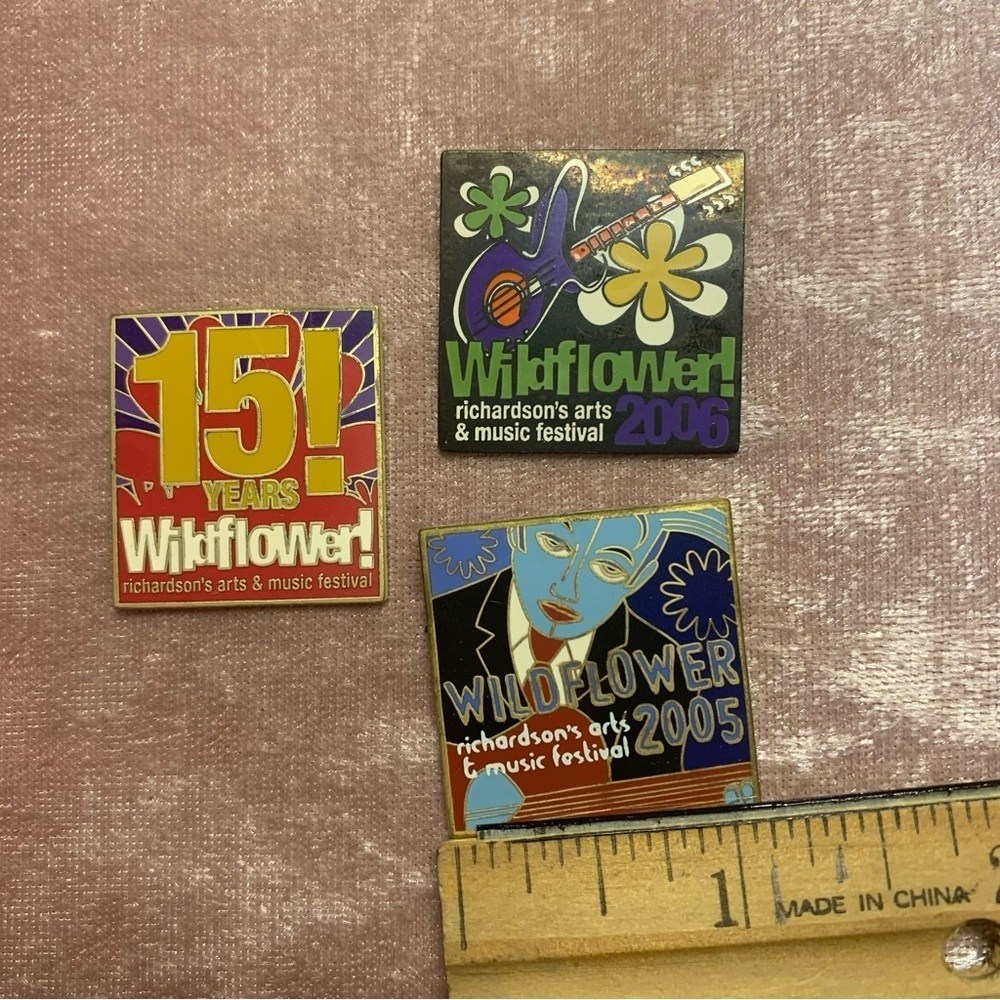 15!
YEARS
Wildflower!
richardson's arts & music festival
Wildflower!
richardson's arts
& music festival
2006
WILDFLOWER
2005
richardson's arts
& music festival
1
MADE IN CHINA
2